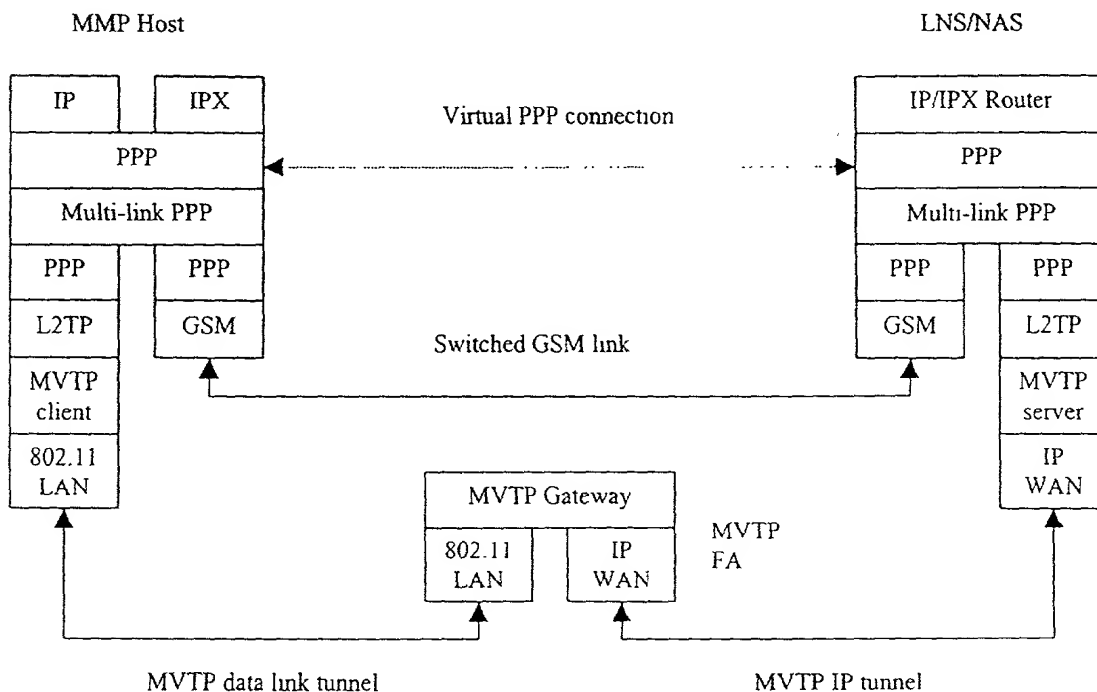 MMP Host
LNS/NAS
IP
IPX
IP/IPX Router
Virtual PPP connection
PPP
PPP
Multi-link PPP
Multi-link PPP
PPP
PPP
PPP
PPP
L2TP
GSM
GSM
L2TP
Switched GSM link
MVTP
client
MVTP
server
802.11
LAN
IP
WAN
MVTP Gateway
802.11
LAN
IP
WAN
MVTP
FA
MVTP data link tunnel
MVTP IP tunnel